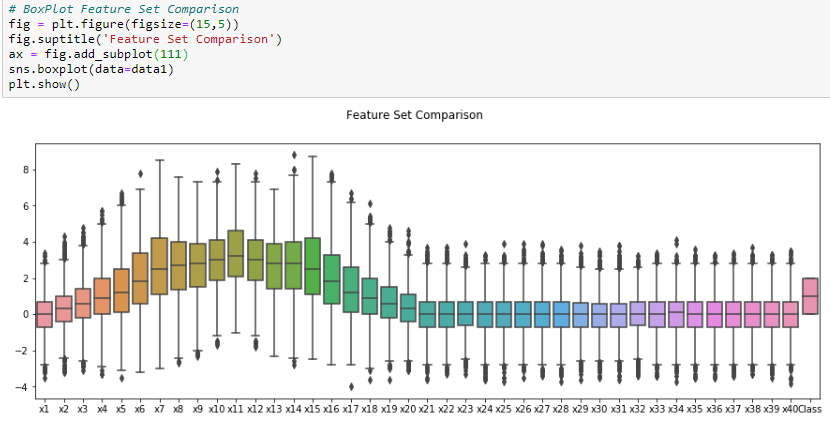 # BoxPlot Feature Set Comparison
fig = plt.figure(figsize=(15,5))
fig.suptitle('Feature Set Comparison')
ax = fig.add_subplot(111)
sns.boxplot(data=data1)
plt.show()
Feature Set Comparison
8
6
4
2
0
−2
−4
x1 x2 x3 x4 x5 x6 x7 x8 x9 x10 x11 x12 x13 x14 x15 x16 x17 x18 x19 x20 x21 x22 x23 x24 x25 x26 x27 x28 x29 x30 x31 x32 x33 x34 x35 x36 x37 x38 x39 x40Class